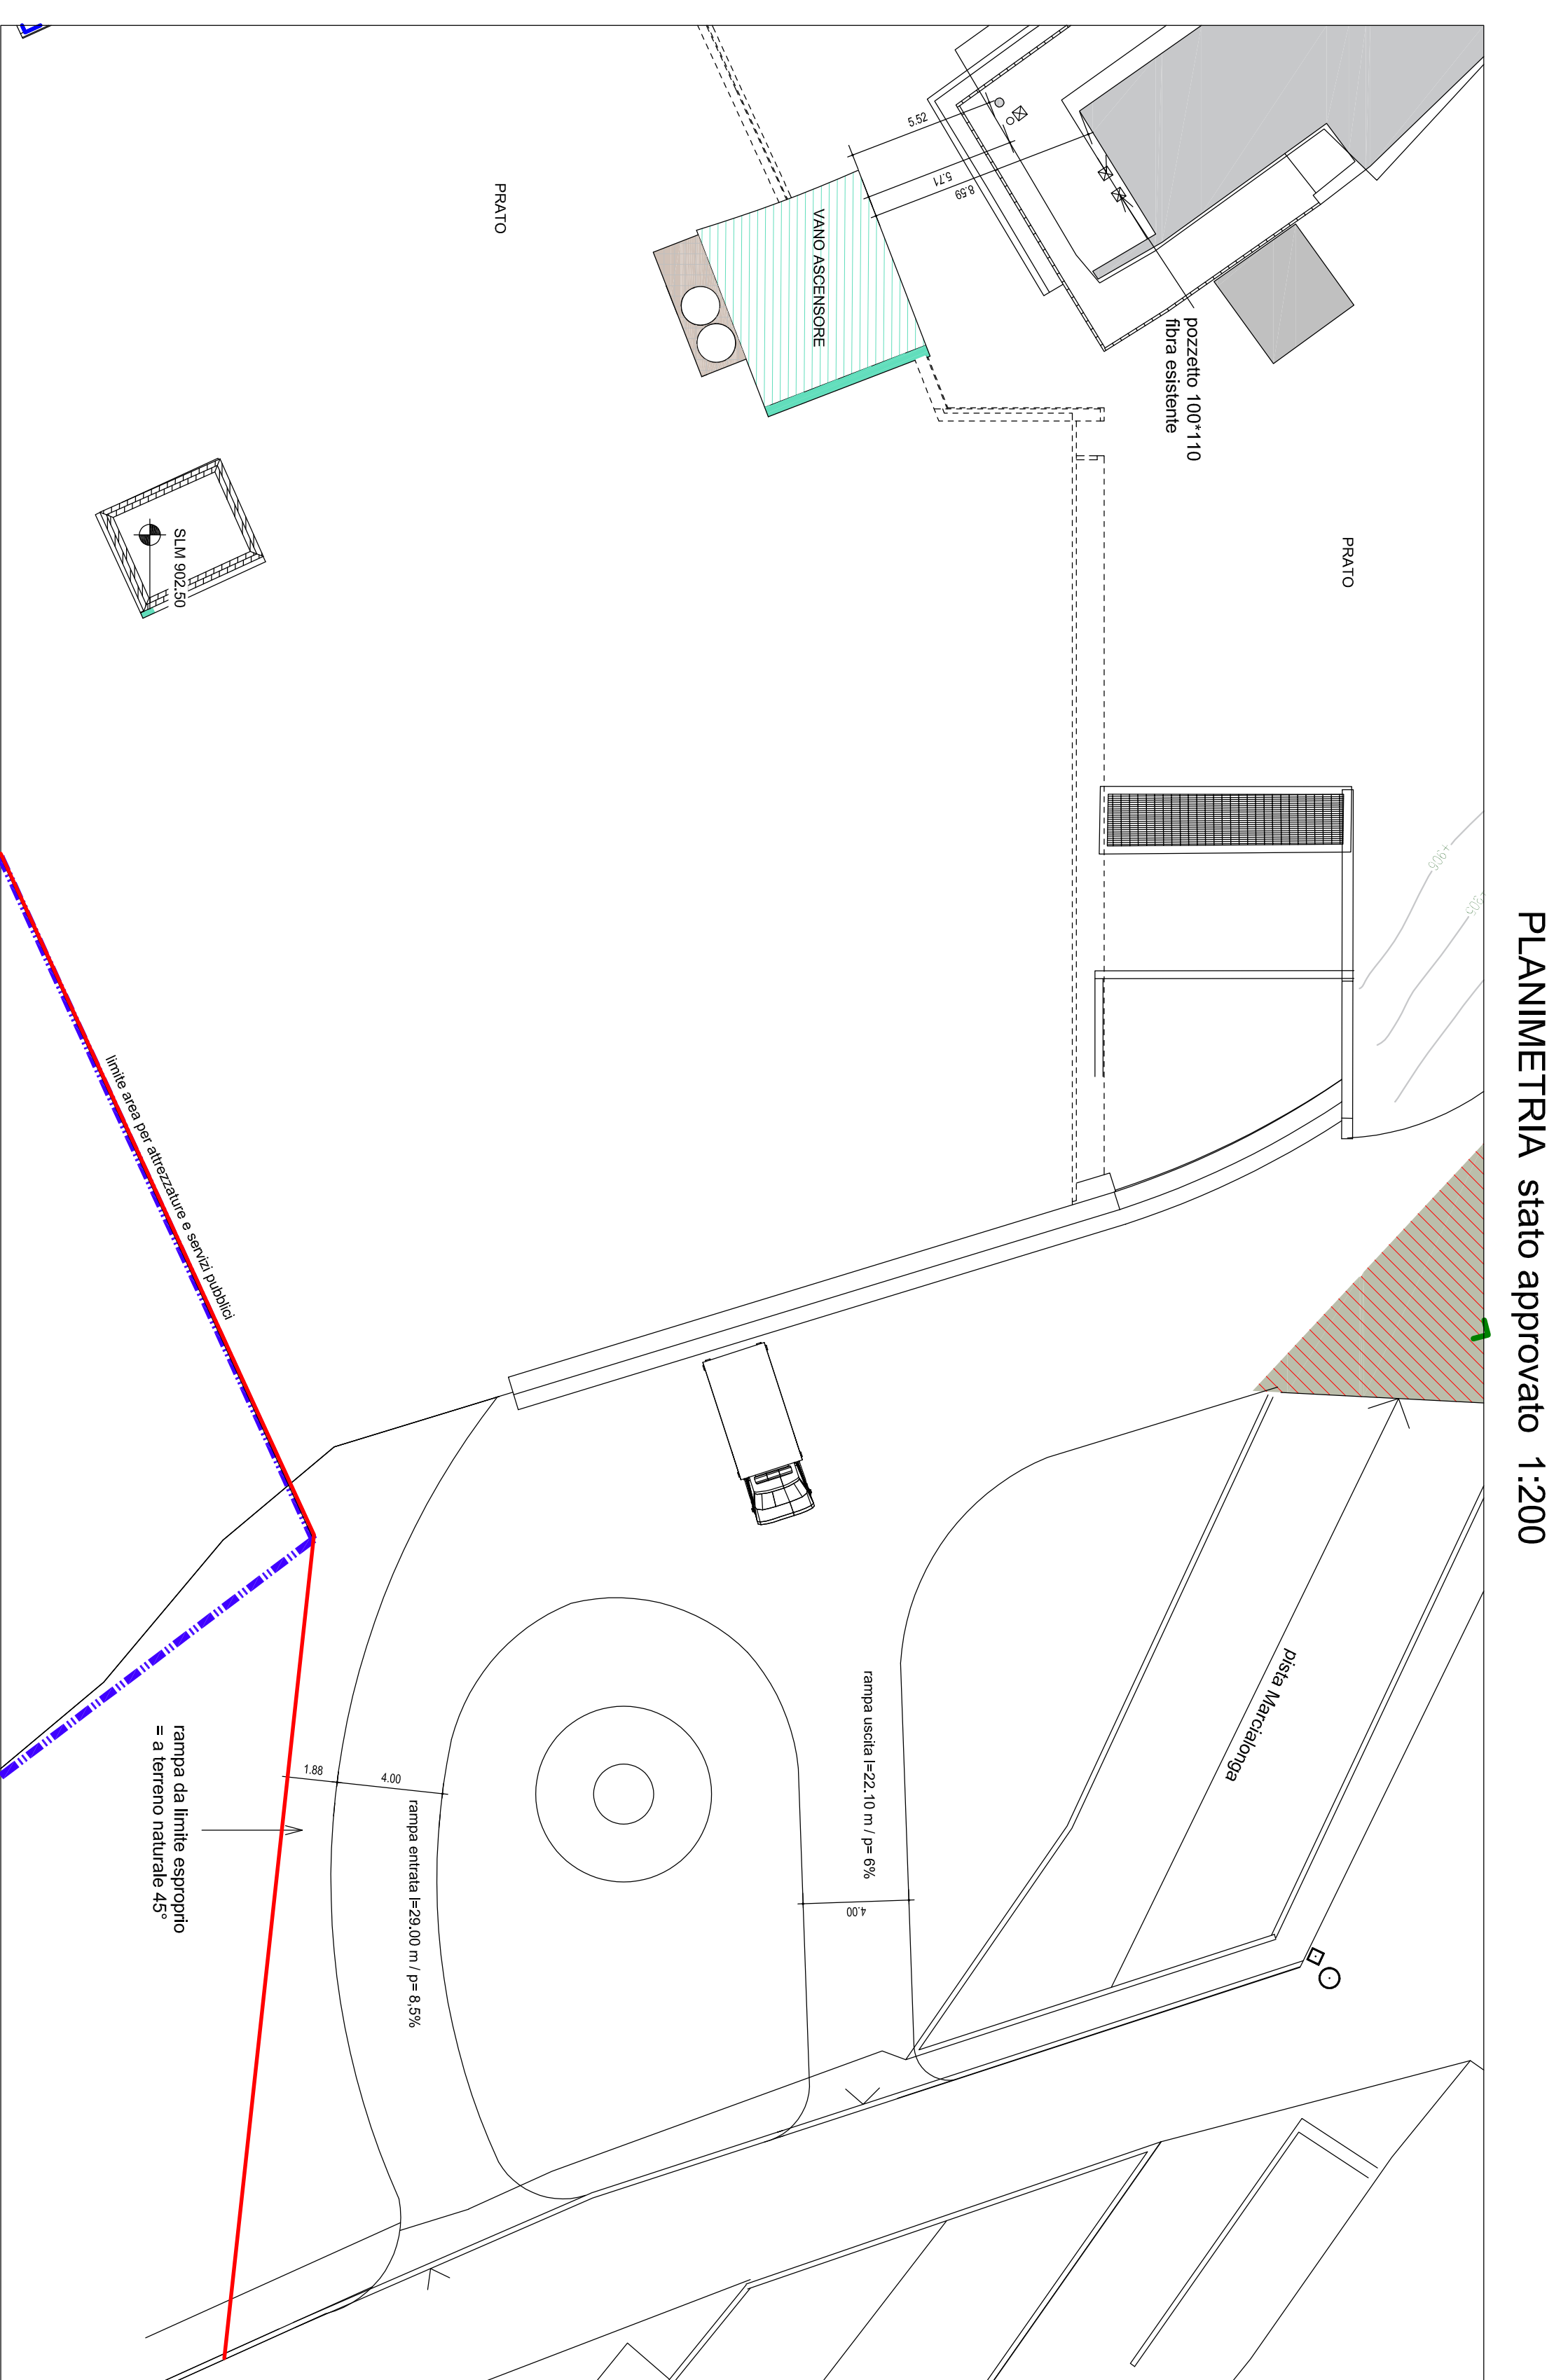 PLANIMETRIA stato approvato 1:200
PRATO
PRATO
5.52
5.71
8.59
VANO ASCENSORE
pozzetto 100*110
fibra esistente
SLM 902.50
+906
limite area per attrezzature e servizi pubblici
pista Marcialonga
rampa uscita l=22.10 m / p= 6%
4.00
1.88
4.00
rampa entrata l=29.00 m / p= 8,5%
rampa da limite esproprio
= a terreno naturale 45°